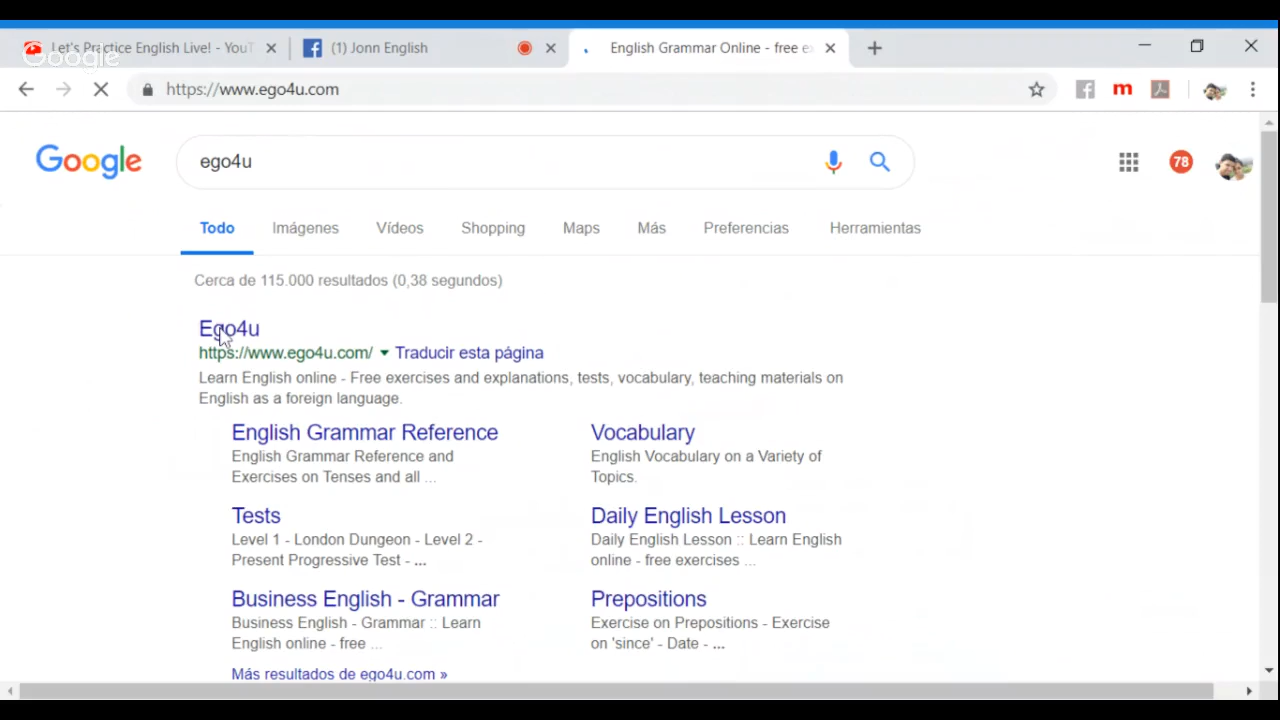 Let's Practice English Live! - YouT
(1) Jonn English
English Grammar Online - free ex
Google
https://www.ego4u.com
m
Google
ego4u
78
Todo
Imágenes
Vídeos
Shopping
Maps
Más
Preferencias
Herramientas
Cerca de 115.000 resultados (0,38 segundos)
Ego4u
https://www.ego4u.com/ Traducir esta página
Learn English online - Free exercises and explanations, tests, vocabulary, teaching materials on
English as a foreign language.
English Grammar Reference
English Grammar Reference and
Exercises on Tenses and all ...
Vocabulary
English Vocabulary on a Variety of
Topics.
Tests
Level 1 - London Dungeon - Level 2 -
Present Progressive Test - ...
Daily English Lesson
Daily English Lesson :: Learn English
online - free exercises ...
Business English - Grammar
Business English - Grammar :: Learn
English online - free ...
Prepositions
Exercise on Prepositions - Exercise
on 'since' - Date - ...
Más resultados de ego4u.com »